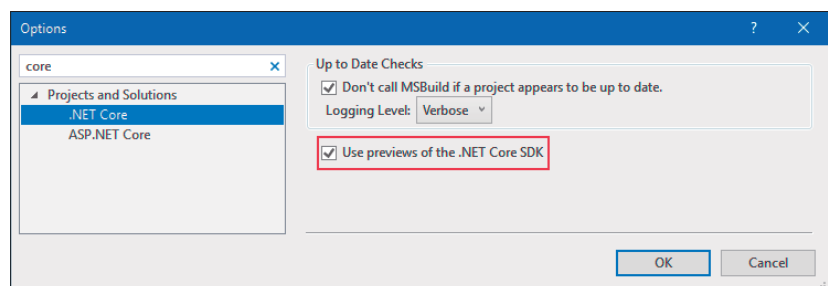 Options
?
core
Projects and Solutions
.NET Core
ASP.NET Core
Up to Date Checks
Don't call MSBuild if a project appears to be up to date.
Logging Level: Verbose
Use previews of the .NET Core SDK
OK
Cancel